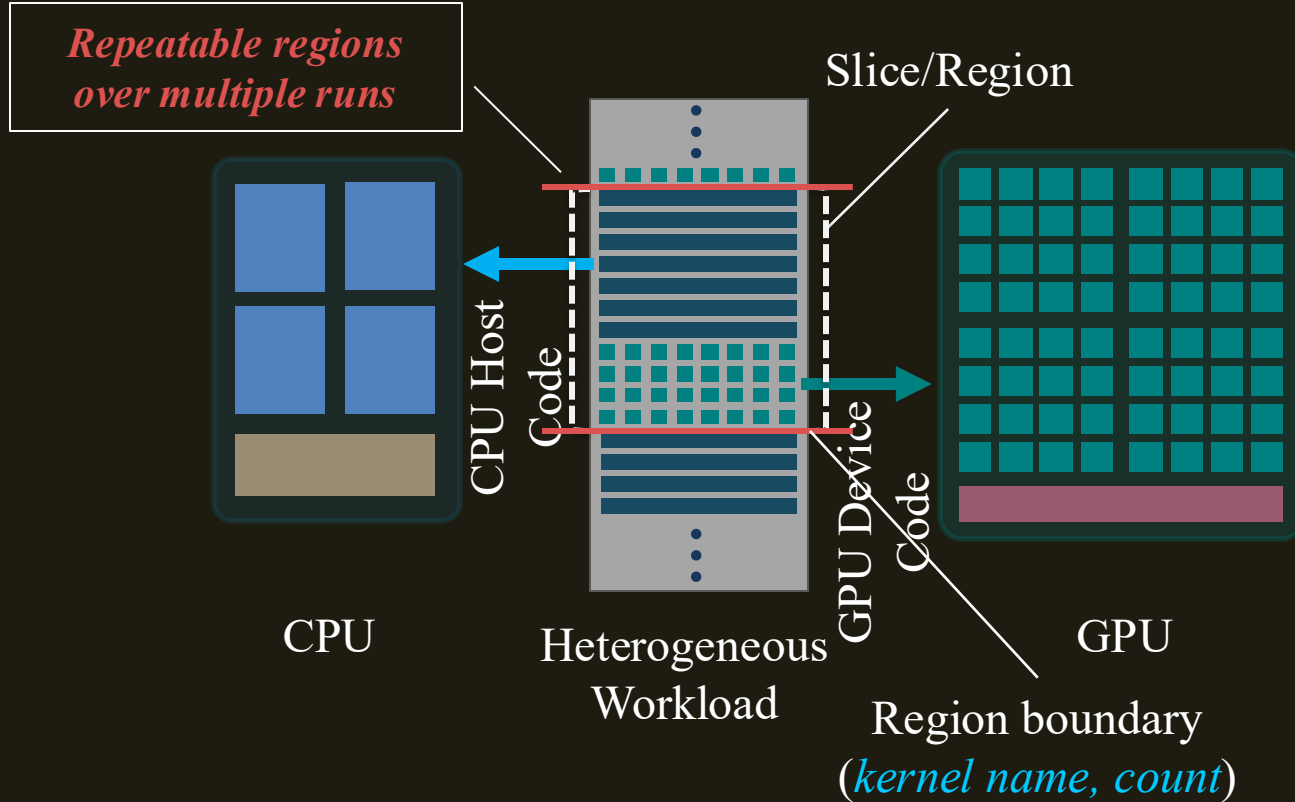 Repeatable regions
over multiple runs
Slice/Region
CPU Host
Code
GPU Device
Code
CPU
Heterogeneous
Workload
GPU
Region boundary
(kernel name, count)